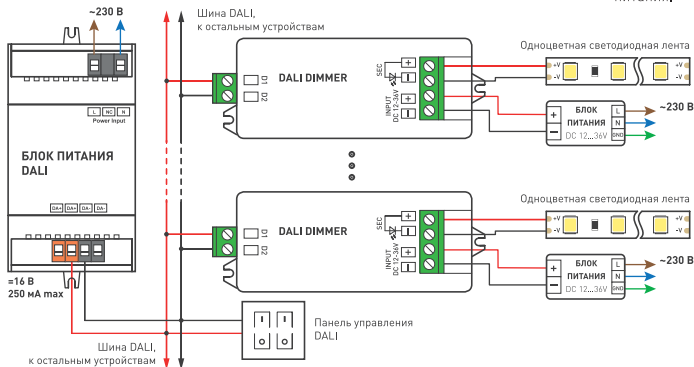 питания.
~230 В
Шина DALI,
к остальным устройствам
L NC N
Power Input
БЛОК ПИТАНИЯ
DALI
DA+ DA+ DA- DA-
=16 В
250 мА max
D1
D2
DALI DIMMER
SEC
+
−
INPUT
DC 12-36V
+
−
Одноцветная светодиодная лента
+V
-V
+V
-V
+
−
БЛОК
ПИТАНИЯ
DC 12...36V
L
N
GND
~230 В
D1
D2
DALI DIMMER
SEC
+
−
INPUT
DC 12-36V
+
−
Одноцветная светодиодная лента
+V
-V
+V
-V
+
−
БЛОК
ПИТАНИЯ
DC 12...36V
L
N
GND
~230 В
Панель управления
DALI
Шина DALI,
к остальным устройствам